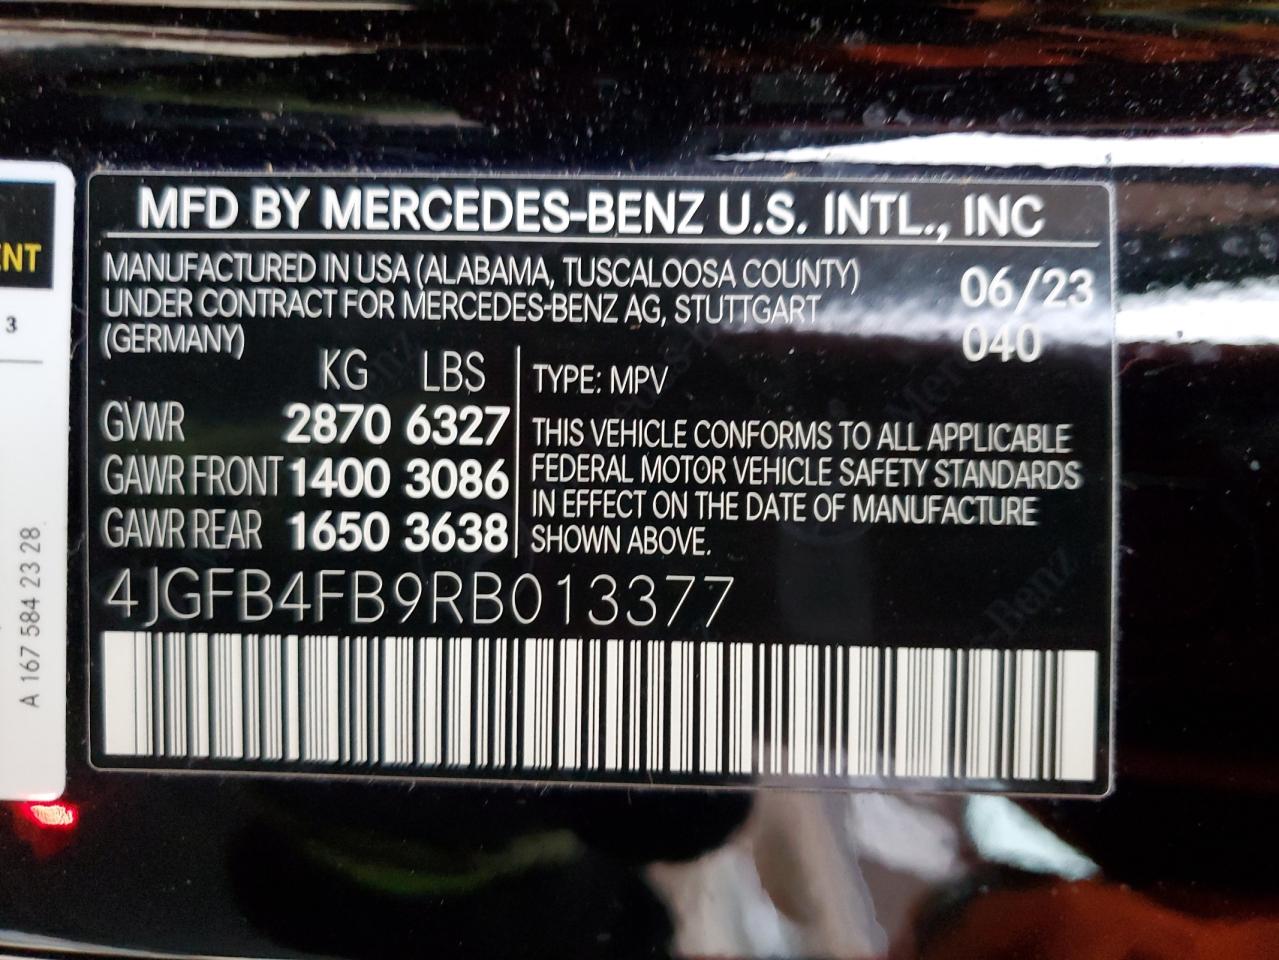 MFD BY MERCEDES-BENZ U.S. INTL., INC
MANUFACTURED IN USA (ALABAMA, TUSCALOOSA COUNTY)
UNDER CONTRACT FOR MERCEDES-BENZ AG, STUTTGART
(GERMANY)
06/23
040
KG LBS
GVWR 2870 6327
GAWR FRONT 1400 3086
GAWR REAR 1650 3638
TYPE: MPV
THIS VEHICLE CONFORMS TO ALL APPLICABLE
FEDERAL MOTOR VEHICLE SAFETY STANDARDS
IN EFFECT ON THE DATE OF MANUFACTURE
SHOWN ABOVE.
4JGFB4FB9RB013377
3
A 167 584 23 28